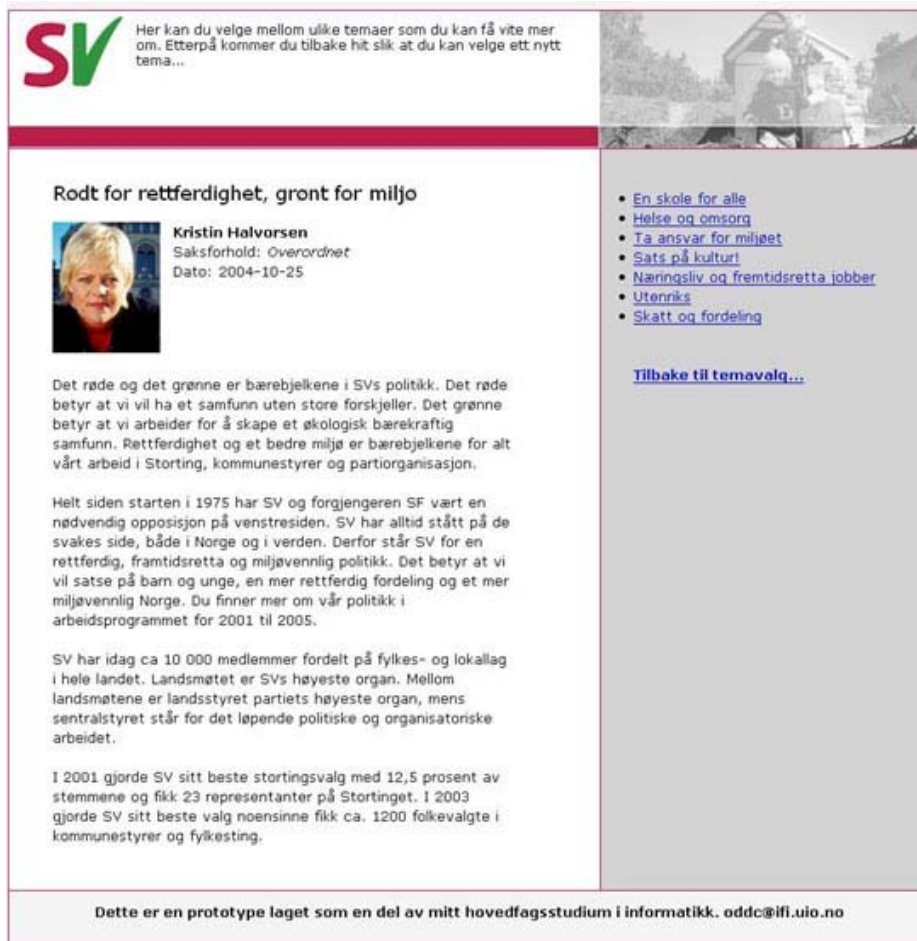 SV
Her kan du velge mellom ulike temaer som du kan få vite mer
om. Etterpå kommer du tilbake hit slik at du kan velge ett nytt
tema...
Rødt for rettferdighet, grønt for miljø
Kristin Halvorsen
Saksforhold: Overordnet
Dato: 2004-10-25
Det røde og det grønne er bærebjelkene i SVs politikk. Det røde
betyr at vi vil ha et samfunn uten store forskjeller. Det grønne
betyr at vi arbeider for å skape et økologisk bærekraftig
samfunn. Rettferdighet og et bedre miljø er bærebjelkene for alt
vårt arbeid i Storting, kommunestyrer og partiorganisasjon.
Helt siden starten i 1975 har SV og forgjengeren SF vært en
nødvendig opposisjon på venstresiden. SV har alltid stått på de
svakes side, både i Norge og i verden. Derfor står SV for en
rettferdig, framtidsretta og miljøvennlig politikk. Det betyr at vi
vil satse på barn og unge, en mer rettferdig fordeling og et mer
miljøvennlig Norge. Du finner mer om vår politikk i
arbeidsprogrammet for 2001 til 2005.
SV har idag ca 10 000 medlemmer fordelt på fylkes- og lokallag
i hele landet. Landsmøtet er SVs høyeste organ. Mellom
landsmøtene er landsstyret partiets høyeste organ, mens
sentralstyret står for det løpende politiske og organisatoriske
arbeidet.
I 2001 gjorde SV sitt beste stortingsvalg med 12,5 prosent av
stemmene og fikk 23 representanter på Stortinget. I 2003
gjorde SV sitt beste valg noensinne fikk ca. 1200 folkevalgte i
kommunestyrer og fylkesting.
En skole for alle
Helse og omsorg
Ta ansvar for miljøet
Sats på kultur!
Næringsliv og fremtidsretta jobber
Utenriks
Skatt og fordeling
Tilbake til temavalg...
Dette er en prototype laget som en del av mitt hovedfagsstudium i informatikk. oddc@ifi.uio.no